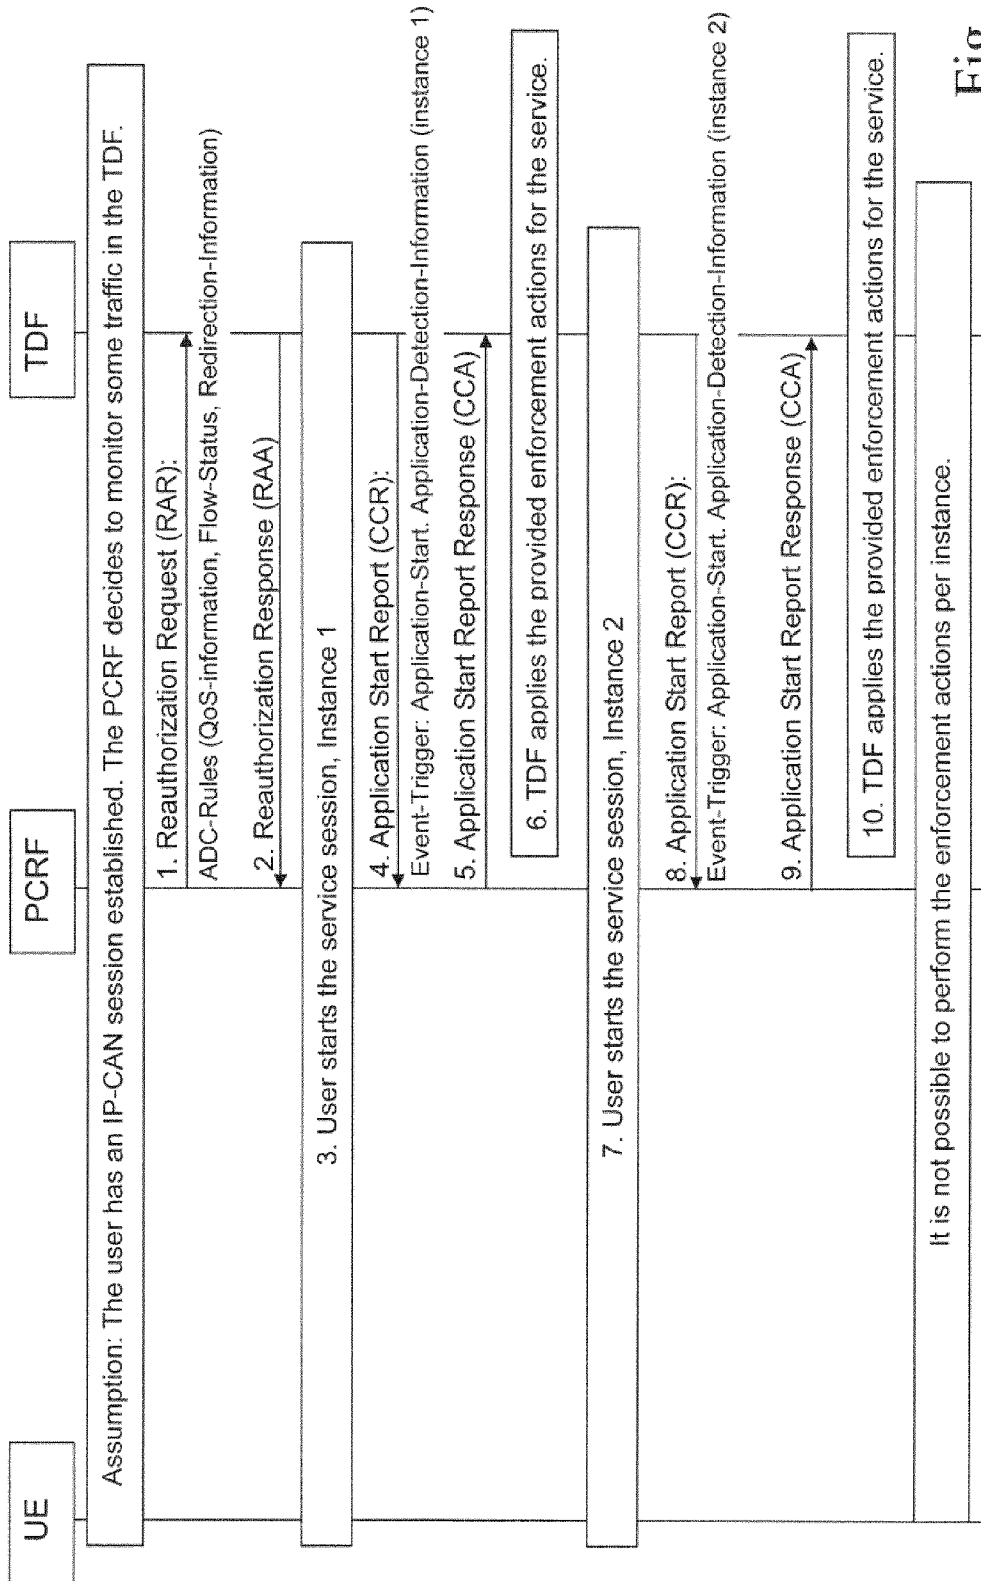 UE
PCRF
TDF
Assumption: The user has an IP-CAN session established. The PCRF decides to monitor some traffic in the TDF.
1. Reauthorization Request (RAR):
ADC-Rules (QoS-information, Flow-Status, Redirection-Information)
2. Reauthorization Response (RAA)
3. User starts the service session, Instance 1
4. Application Start Report (CCR):
Event-Trigger: Application-Start. Application-Detection-Information (instance 1)
5. Application Start Report Response (CCA)
6. TDF applies the provided enforcement actions for the service.
7. User starts the service session, Instance 2
8. Application Start Report (CCR):
Event-Trigger: Application-Start. Application-Detection-Information (instance 2)
9. Application Start Report Response (CCA)
10. TDF applies the provided enforcement actions for the service.
It is not possible to perform the enforcement actions per instance.
Fig